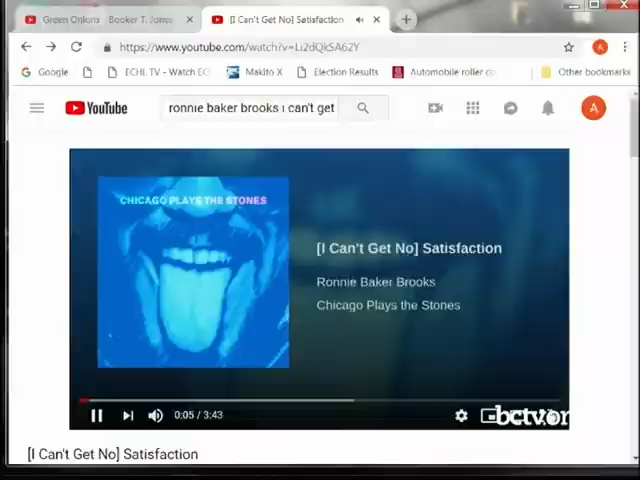 Green Onions - Booker T. Jones
[I Can't Get No] Satisfaction
https://www.youtube.com/watch?v=Li2dQkSA62Y
Google
ECHL TV - Watch EC
Makito X
Election Results
Automobile roller co
Other bookmarks
YouTube
ronnie baker brooks i can't get
A
A
CHICAGO PLAYS THE STONES
[I Can't Get No] Satisfaction
Ronnie Baker Brooks
Chicago Plays the Stones
0:05 / 3:43
bctv.or
[I Can't Get No] Satisfaction